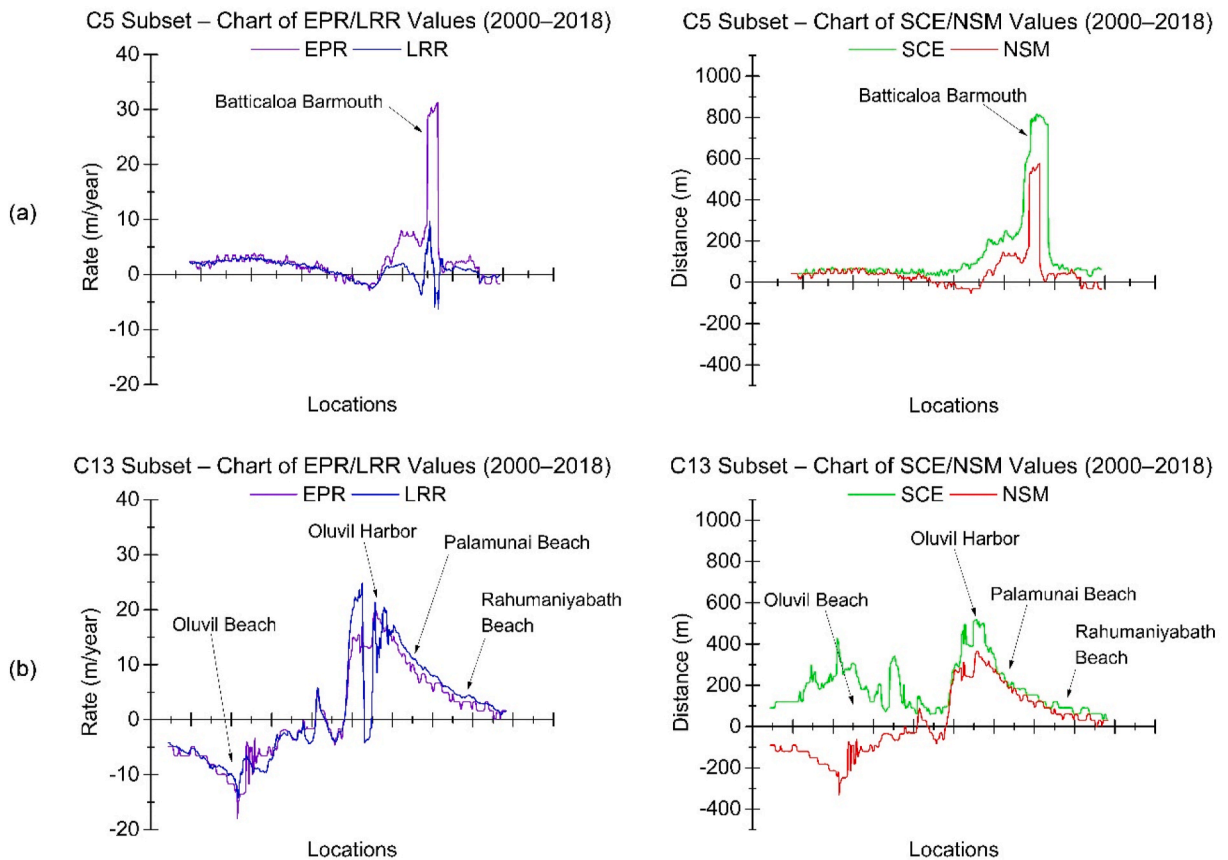 C5 Subset – Chart of EPR/LRR Values (2000–2018)
EPR LRR
40
30
20
10
0
-10
-20
Rate (m/year)
Batticaloa Barmouth
Locations
C5 Subset – Chart of SCE/NSM Values (2000–2018)
SCE NSM
1000
800
600
400
200
0
-200
-400
Distance (m)
Batticaloa Barmouth
Locations
(a)
C13 Subset – Chart of EPR/LRR Values (2000–2018)
EPR LRR
40
30
20
10
0
-10
-20
Rate (m/year)
Oluvil Harbor
Palamunai Beach
Rahumaniyabath
Beach
Oluvil Beach
Locations
C13 Subset – Chart of SCE/NSM Values (2000–2018)
SCE NSM
1000
800
600
400
200
0
-200
-400
Distance (m)
Oluvil Harbor
Oluvil Beach
Palamunai Beach
Rahumaniyabath
Beach
Locations
(b)